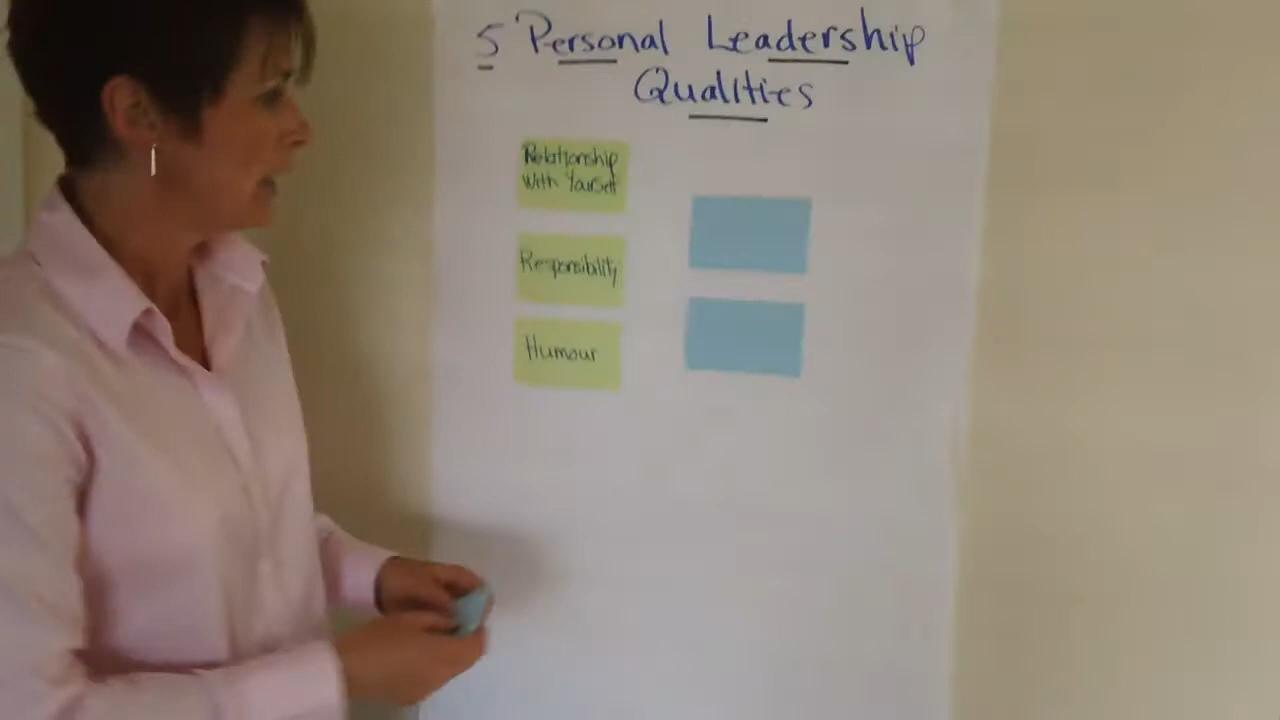 5 Personal Leadership
Qualities
Relationship
With Yourself
Responsibility
Humour